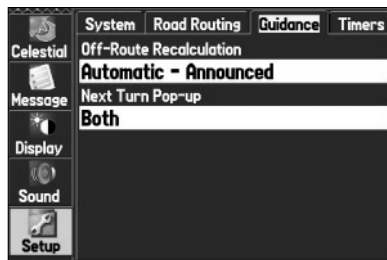 System Road Routing Guidance Timers
Celestial
Off-Route Recalculation
Automatic - Announced
Message
Next Turn Pop-up
Both
Display
Sound
Setup